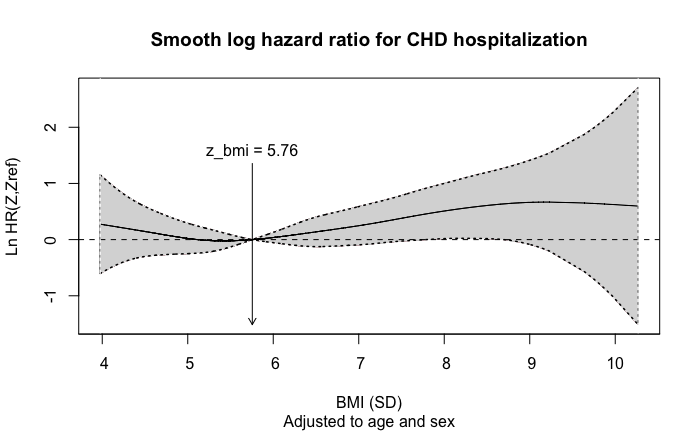 Smooth log hazard ratio for CHD hospitalization
Ln HR(Z,Zref)
2
1
0
-1
z_bmi = 5.76
4 5 6 7 8 9 10
BMI (SD)
Adjusted to age and sex